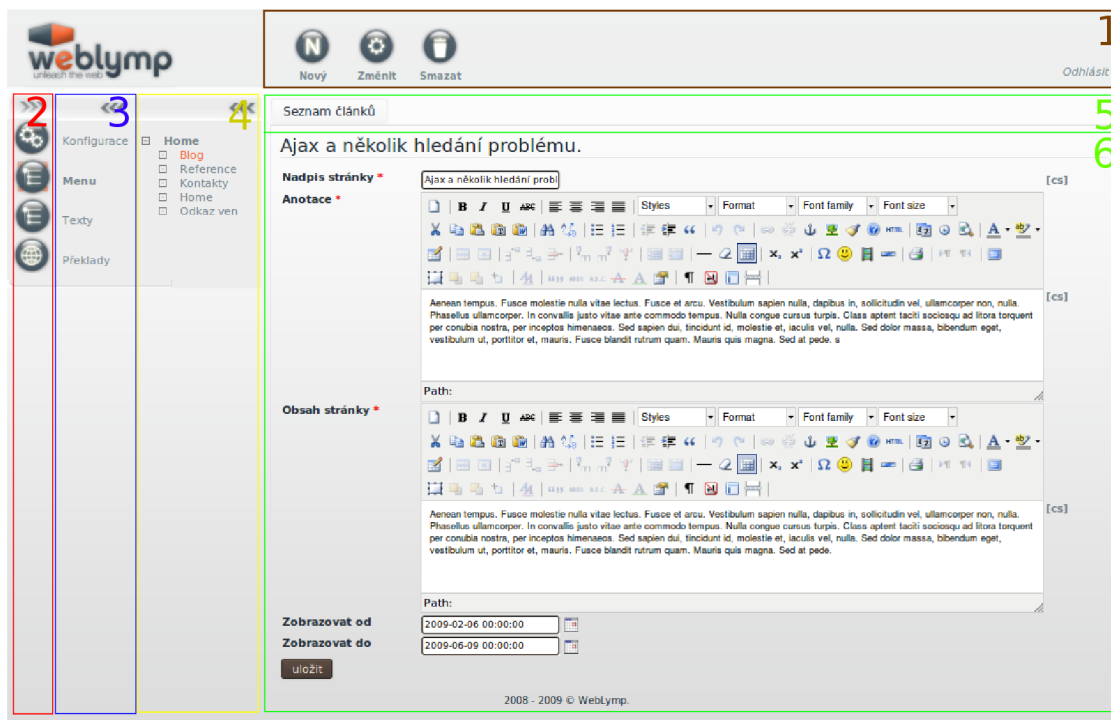 weblymp
unleash the web
Nový
Změnit
Smazat
1
Odhlásit
2
3
4
Konfigurace
Menu
Texty
Překlady
Home
Blog
Reference
Kontakty
Home
Odkaz ven
Seznam článků
5
Ajax a několik hledání problému.
6
Nadpis stránky *
Ajax a několik hledání probl
[cs]
Anotace *
B I U ABC Styles Format Font family Font size
HTML
Aenean tempus. Fusce molestie nulla vitae lectus. Fusce et arcu. Vestibulum sapien nulla, dapibus in, sollicitudin vel, ullamcorper non, nulla.
Phasellus ullamcorper. In convallis justo vitae ante commodo tempus. Nulla congue cursus turpis. Class aptent taciti sociosqu ad litora torquent
per conubia nostra, per inceptos himenaeos. Sed sapien dui, tincidunt id, molestie et, iaculis vel, nulla. Sed dolor massa, bibendum eget,
vestibulum ut, porttitor et, mauris. Fusce blandit rutrum quam. Mauris quis magna. Sed at pede. s
[cs]
Path:
Obsah stránky *
B I U ABC Styles Format Font family Font size
HTML
Aenean tempus. Fusce molestie nulla vitae lectus. Fusce et arcu. Vestibulum sapien nulla, dapibus in, sollicitudin vel, ullamcorper non, nulla.
Phasellus ullamcorper. In convallis justo vitae ante commodo tempus. Nulla congue cursus turpis. Class aptent taciti sociosqu ad litora torquent
per conubia nostra, per inceptos himenaeos. Sed sapien dui, tincidunt id, molestie et, iaculis vel, nulla. Sed dolor massa, bibendum eget,
vestibulum ut, porttitor et, mauris. Fusce blandit rutrum quam. Mauris quis magna. Sed at pede.
[cs]
Path:
Zobrazovat od
2009-02-06 00:00:00
Zobrazovat do
2009-06-09 00:00:00
uložit
2008 - 2009 © WebLymp.